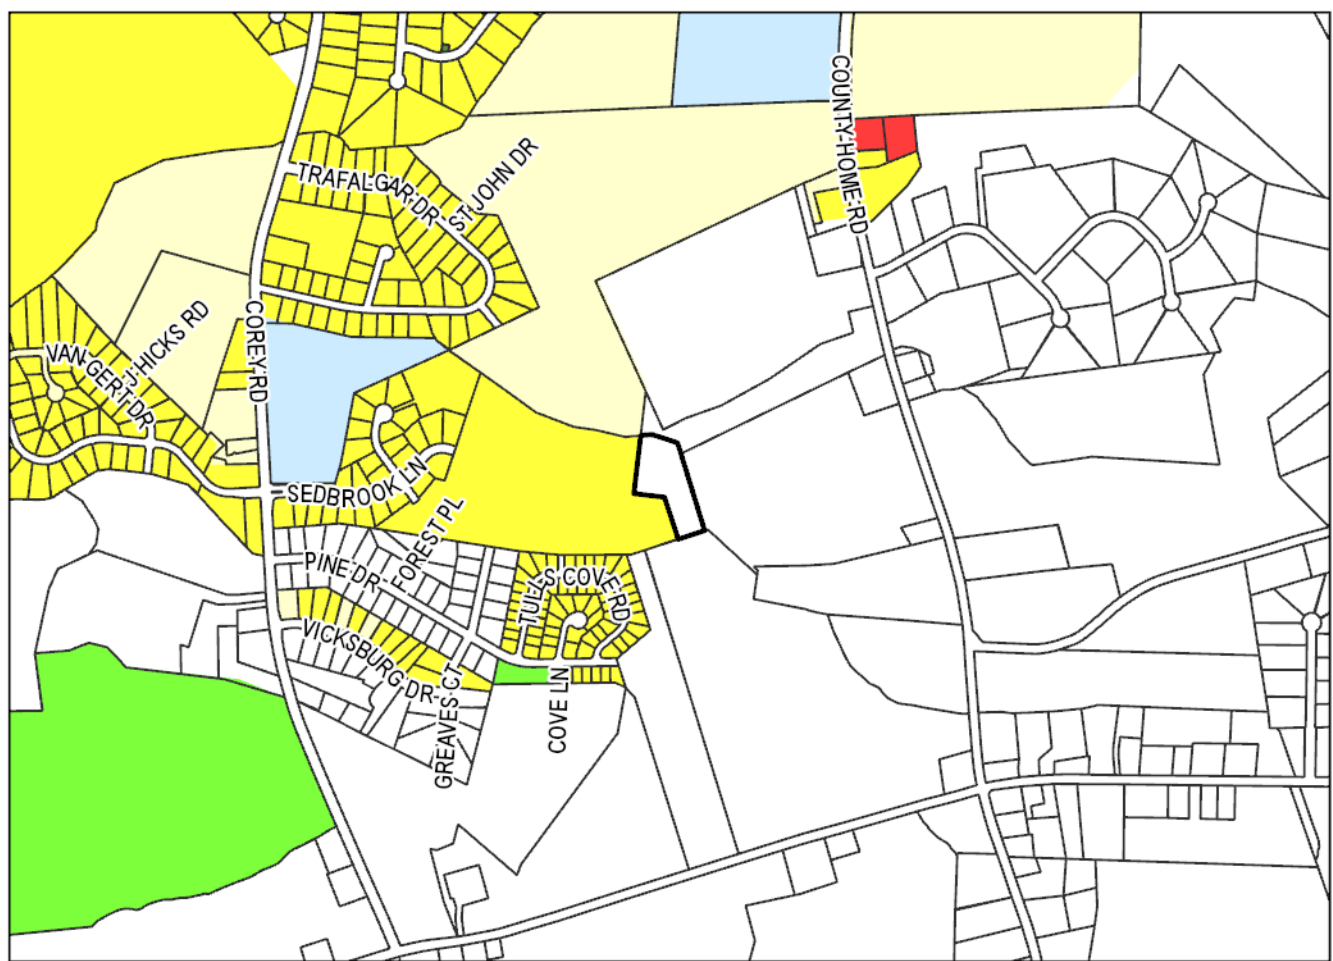 COUNTY HOME RD
TRAFALGAR DR
ST JOHN DR
J HICKS RD
VAN GERT DR
COREY RD
SEDBROOK LN
FOREST PL
PINE DR
TULLS COVE RD
VICKSBURG DR
GREAVES CT
COVE LN